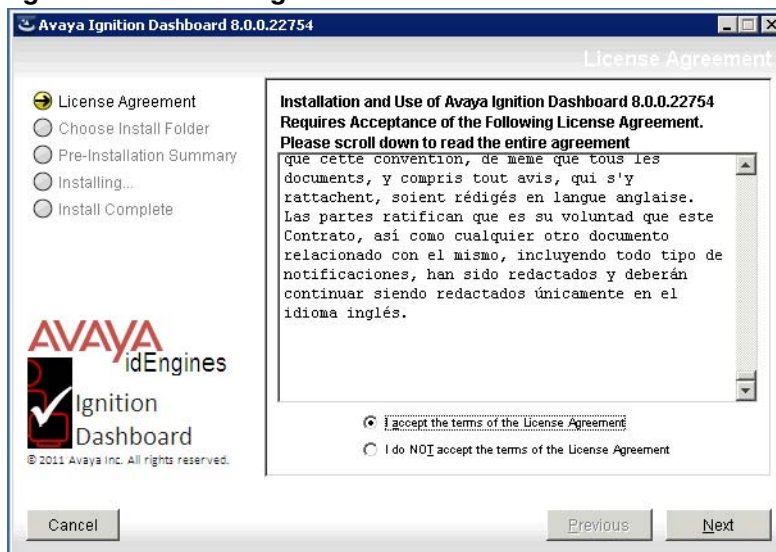 Avaya Ignition Dashboard 8.0.0.22754
License Agreement
License Agreement
Choose Install Folder
Pre-Installation Summary
Installing...
Install Complete
Installation and Use of Avaya Ignition Dashboard 8.0.0.22754
Requires Acceptance of the Following License Agreement.
Please scroll down to read the entire agreement
que cette convention, de meme que tous les
documents, y compris tout avis, qui s'y
rattachent, soient rédigés en langue anglaise.
Las partes ratifican que es su voluntad que este
Contrato, así como cualquier otro documento
relacionado con el mismo, incluyendo todo tipo de
notificaciones, han sido redactados y deberán
continuar siendo redactados únicamente en el
idioma inglés.
I accept the terms of the License Agreement
I do NOT accept the terms of the License Agreement
AVAYA
idEngines
Ignition
Dashboard
© 2011 Avaya Inc. All rights reserved.
Cancel
Previous
Next